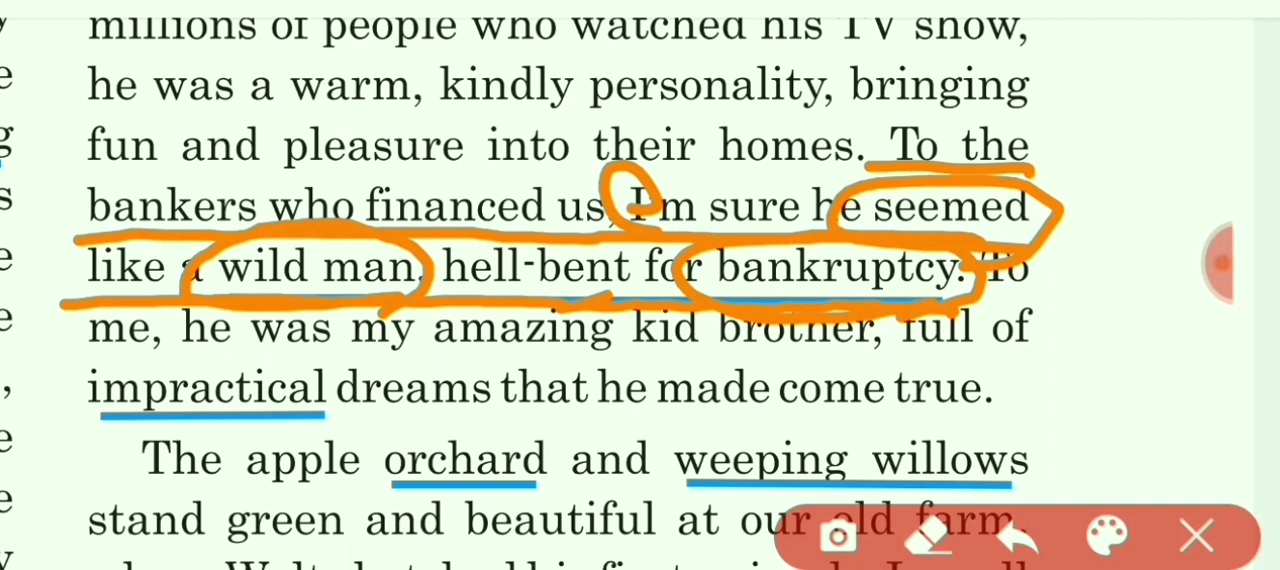 millions of people who watched his TV show,
he was a warm, kindly personality, bringing
fun and pleasure into their homes. To the
bankers who financed us, I'm sure he seemed
like a wild man, hell-bent for bankruptcy. To
me, he was my amazing kid brother, full of
impractical dreams that he made come true.
The apple orchard and weeping willows
stand green and beautiful at our old farm,